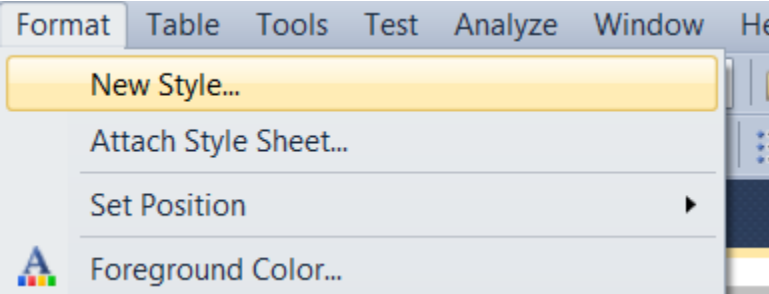 Format Table Tools Test Analyze Window
New Style...
Attach Style Sheet...
Set Position
Foreground Color...